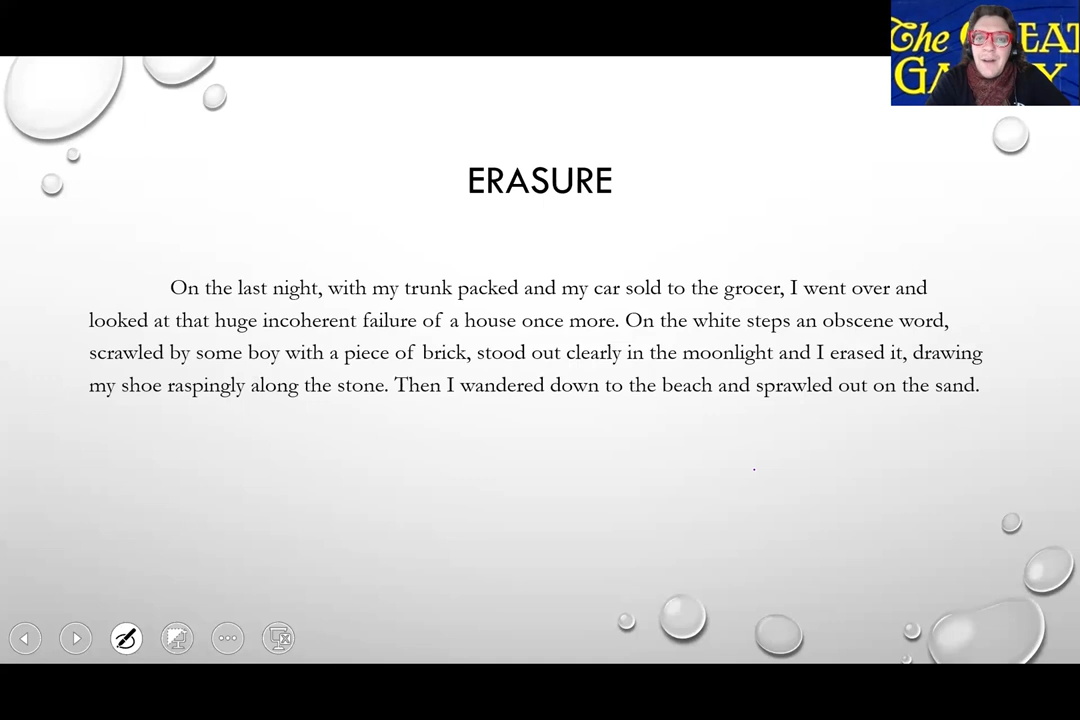 The GREAT
GATSBY
ERASURE
On the last night, with my trunk packed and my car sold to the grocer, I went over and
looked at that huge incoherent failure of a house once more. On the white steps an obscene word,
scrawled by some boy with a piece of brick, stood out clearly in the moonlight and I erased it, drawing
my shoe raspingly along the stone. Then I wandered down to the beach and sprawled out on the sand.